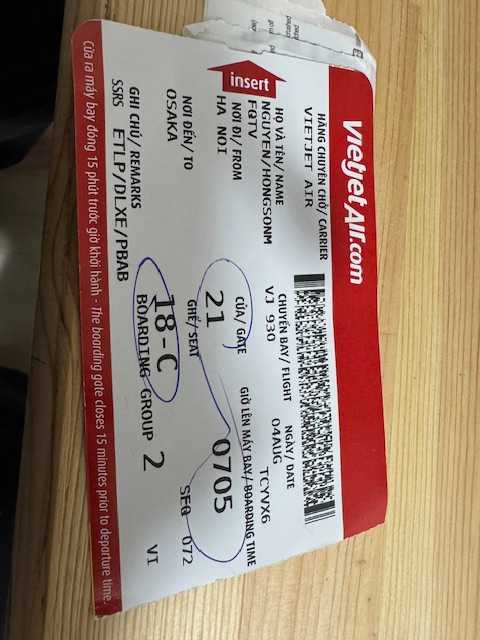 vietjetAir.com
HÃNG CHUYÊN CHỞ/ CARRIER
VIETJET AIR
HỌ VÀ TÊN/ NAME
NGUYEN/HONGSONM
FQTV
NƠI ĐI/ FROM
HA NOI
NƠI ĐẾN/ TO
OSAKA
GHI CHÚ/ REMARKS
SSRS ETLP/DLXE/PBAB
insert
CHUYẾN BAY/ FLIGHT
VJ 930
NGÀY/ DATE
04AUG
TCYVX6
CỬA/ GATE
21
GIỜ LÊN MÁY BAY/ BOARDING TIME
0705
GHẾ/ SEAT
18-C
SEQ 072
BOARDING GROUP 2
VI
Cửa ra máy bay đóng 15 phút trước giờ khởi hành - The boarding gate closes 15 minutes prior to departure time.